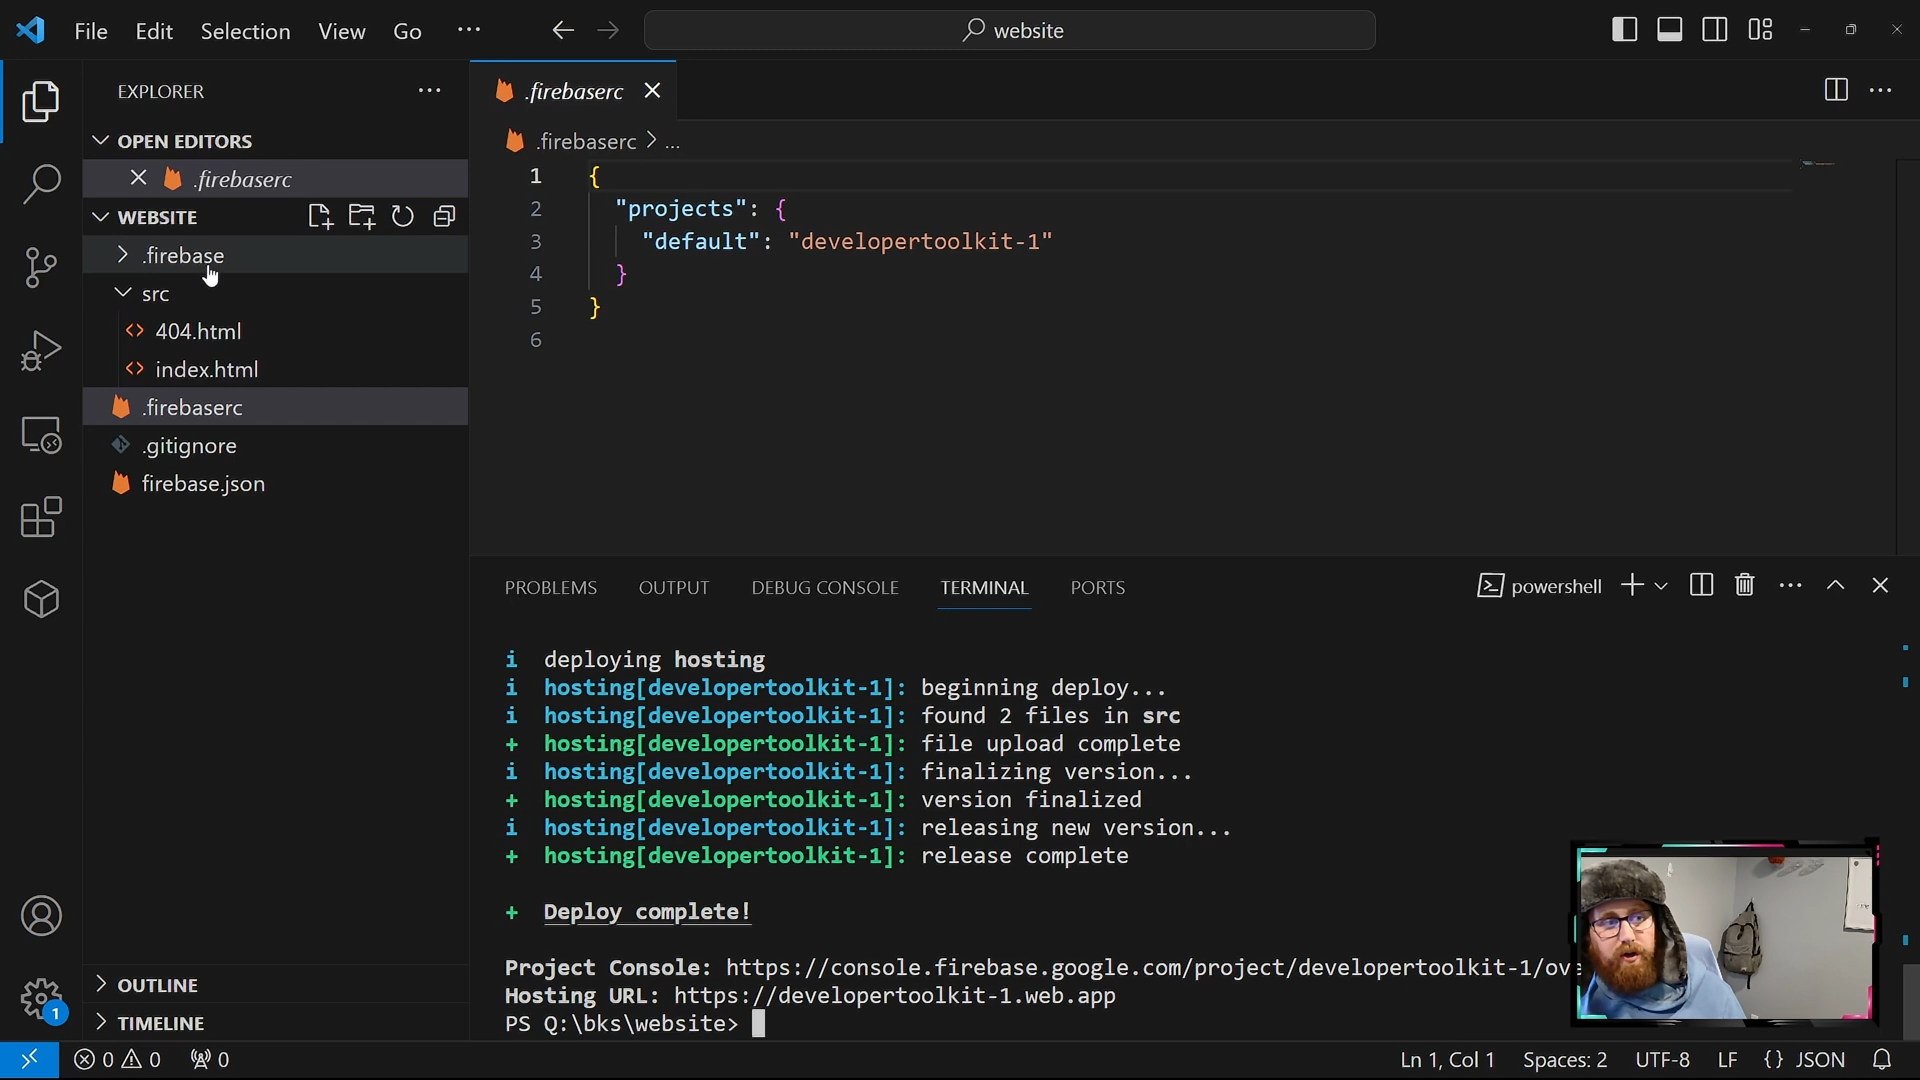 File Edit Selection View Go ···
website
EXPLORER ···
OPEN EDITORS
.firebaserc
WEBSITE
.firebase
src
404.html
index.html
.firebaserc
.gitignore
firebase.json
OUTLINE
TIMELINE
.firebaserc
.firebaserc > ...
1 {
2 "projects": {
3 "default": "developertoolkit-1"
4 }
5 }
6
PROBLEMS OUTPUT DEBUG CONSOLE TERMINAL PORTS
powershell
i deploying hosting
i hosting[developertoolkit-1]: beginning deploy...
i hosting[developertoolkit-1]: found 2 files in src
+ hosting[developertoolkit-1]: file upload complete
i hosting[developertoolkit-1]: finalizing version...
+ hosting[developertoolkit-1]: version finalized
i hosting[developertoolkit-1]: releasing new version...
+ hosting[developertoolkit-1]: release complete
+ Deploy complete!
Project Console: https://console.firebase.google.com/project/developertoolkit-1/ove
Hosting URL: https://developertoolkit-1.web.app
PS Q:\bks\website>
1
0 0 0
Ln 1, Col 1 Spaces: 2 UTF-8 LF {} JSON